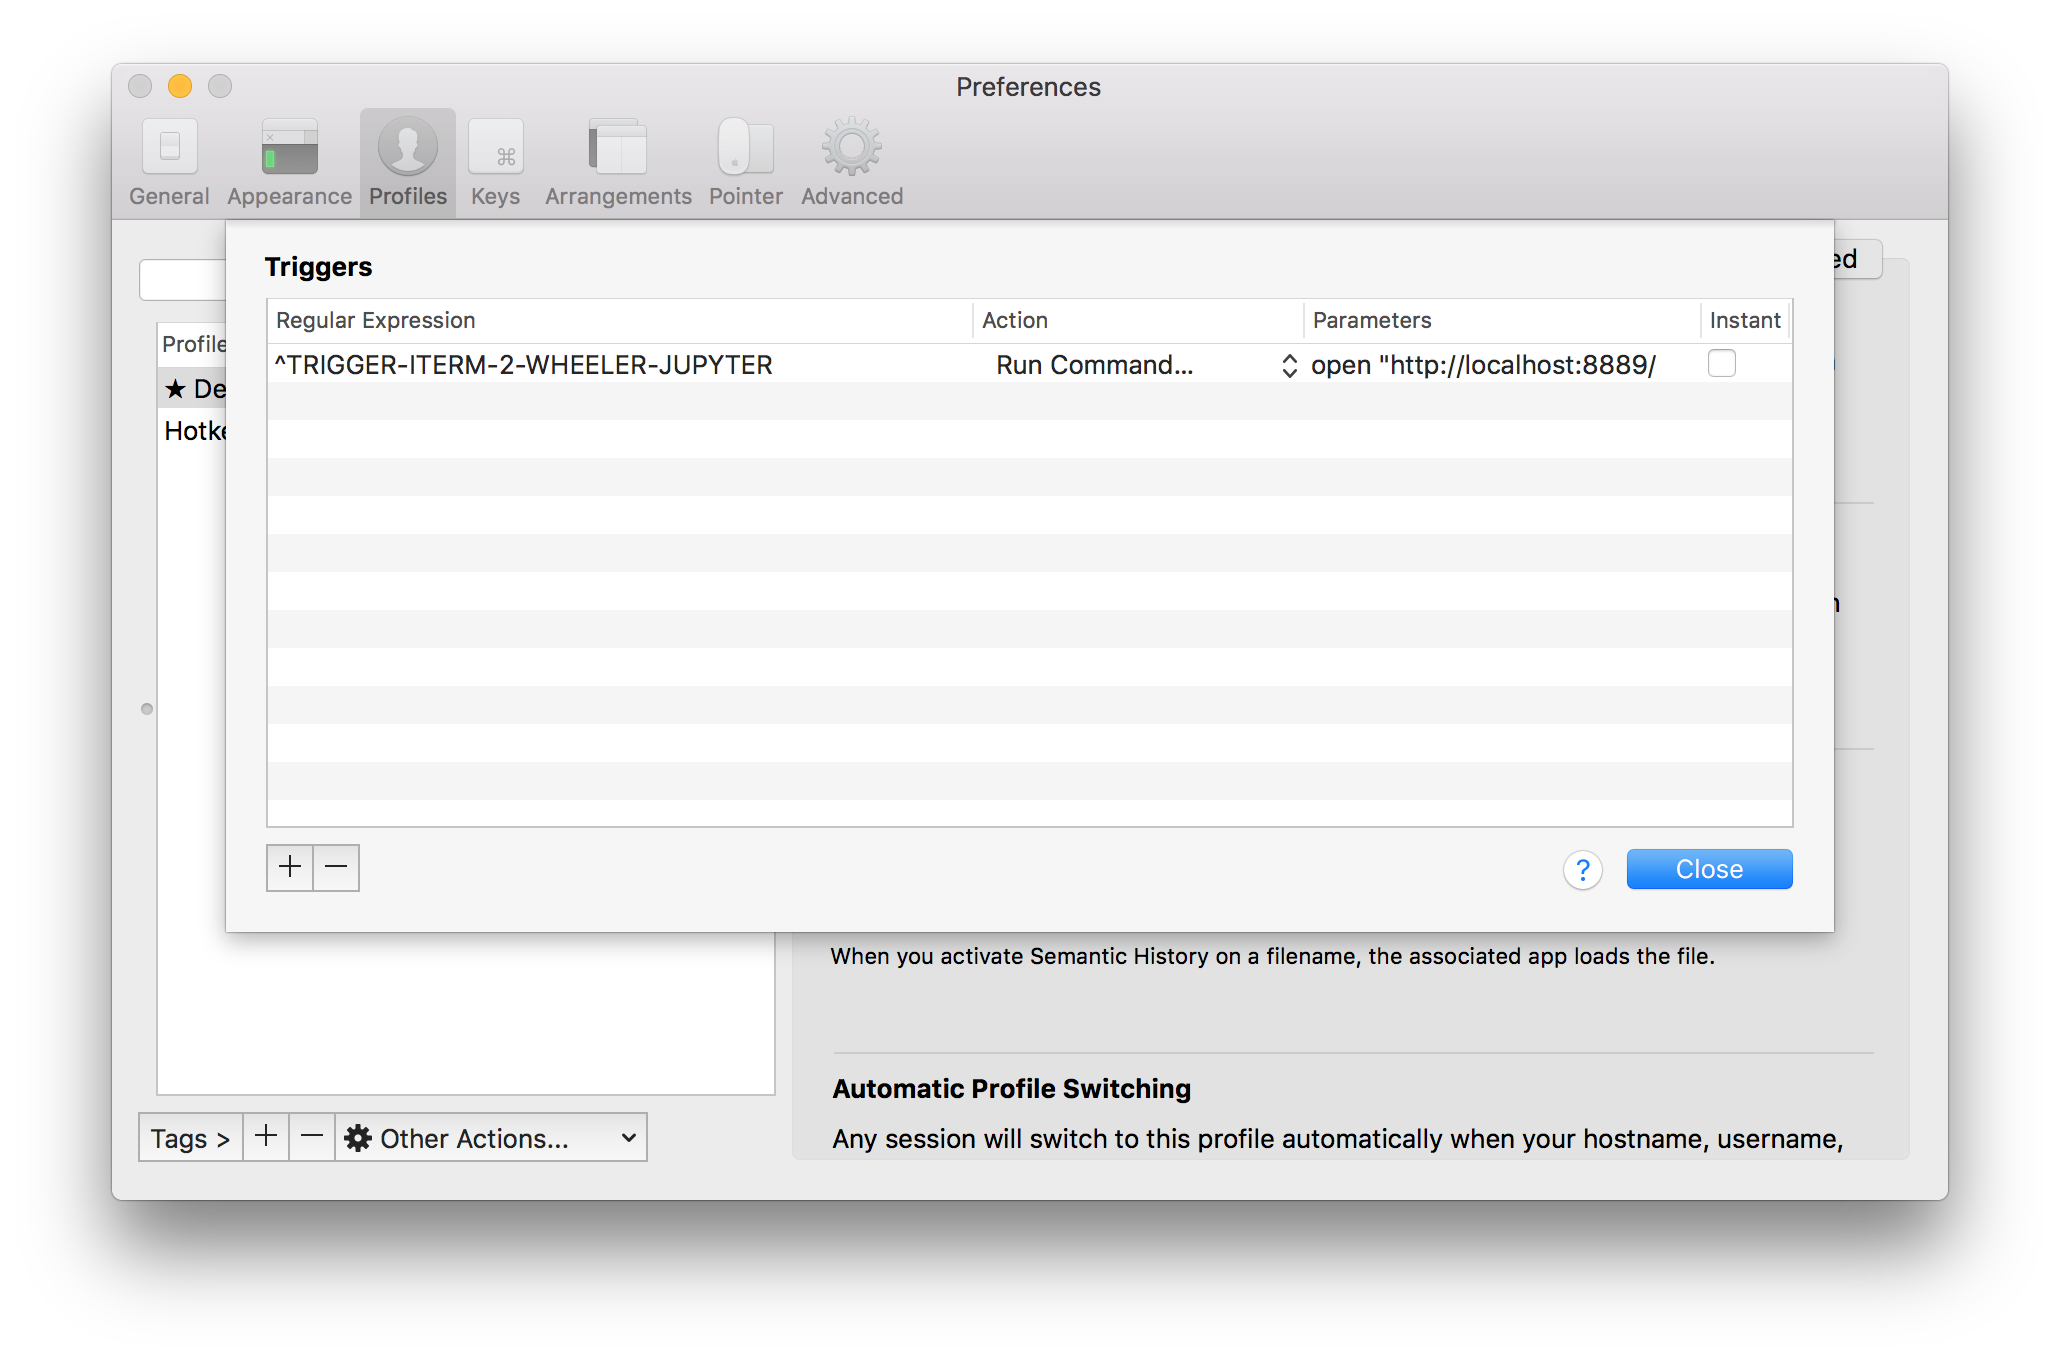 Preferences
General Appearance Profiles Keys Arrangements Pointer Advanced
Triggers
Regular Expression Action Parameters Instant
^TRIGGER-ITERM-2-WHEELER-JUPYTER Run Command... open "http://localhost:8889/
Profile
★ De
Hotke
ed
+ − ? Close
When you activate Semantic History on a filename, the associated app loads the file.
Automatic Profile Switching
Any session will switch to this profile automatically when your hostname, username,
Tags > + − Other Actions...